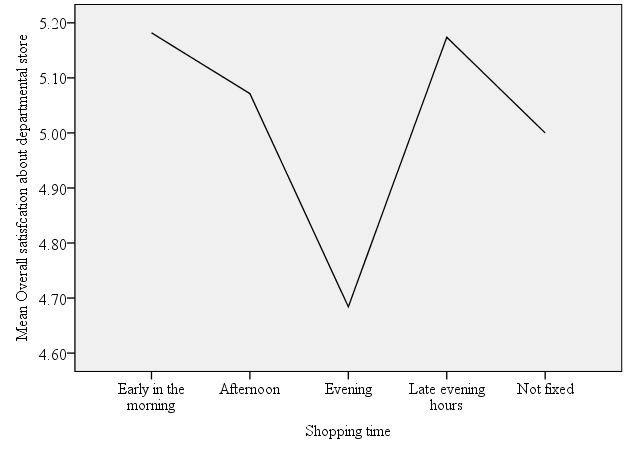 Mean Overall satisfcation about departmental store
5.20
5.10
5.00
4.90
4.80
4.70
4.60
Early in the
morning
Afternoon
Evening
Late evening
hours
Not fixed
Shopping time